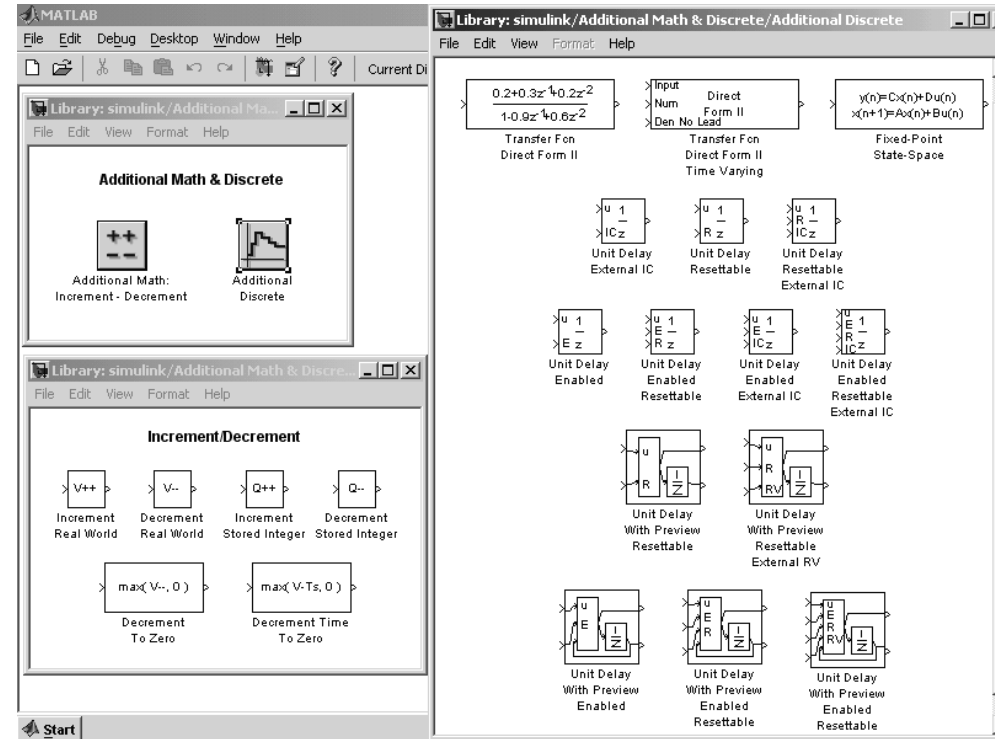 MATLAB
File Edit Debug Desktop Window Help
Current Di
Library: simulink/Additional Ma...
File Edit View Format Help
Additional Math & Discrete
++
--
Additional Math:
Increment - Decrement
Additional
Discrete
Library: simulink/Additional Math & Discre...
File Edit View Format Help
Increment/Decrement
V++
Increment
Real World
V--
Decrement
Real World
Q++
Increment
Stored Integer
Q--
Decrement
Stored Integer
max( V--, 0 )
Decrement
To Zero
max( V-Ts, 0 )
Decrement Time
To Zero
Start
Library: simulink/Additional Math & Discrete/Additional Discrete
File Edit View Format Help
0.2+0.3z⁻¹+0.2z⁻²
1-0.9z⁻¹+0.6z⁻²
Transfer Fcn
Direct Form II
Input
Num
Den No Lead
Direct
Form II
Transfer Fcn
Direct Form II
Time Varying
y(n)=Cx(n)+Du(n)
x(n+1)=Ax(n)+Bu(n)
Fixed-Point
State-Space
u 1
IC z
Unit Delay
External IC
u 1
R z
Unit Delay
Resettable
u 1
R
IC z
Unit Delay
Resettable
External IC
u 1
E z
Unit Delay
Enabled
u 1
E
R z
Unit Delay
Enabled
Resettable
u 1
E
IC z
Unit Delay
Enabled
External IC
u 1
E
R
IC z
Unit Delay
Enabled
Resettable
External IC
u
R
1
Z
Unit Delay
With Preview
Resettable
u
R
RV
1
Z
Unit Delay
With Preview
Resettable
External RV
u
E
1
Z
Unit Delay
With Preview
Enabled
u
E
R
1
Z
Unit Delay
With Preview
Enabled
Resettable
u
E
R
RV
1
Z
Unit Delay
With Preview
Enabled
Resettable